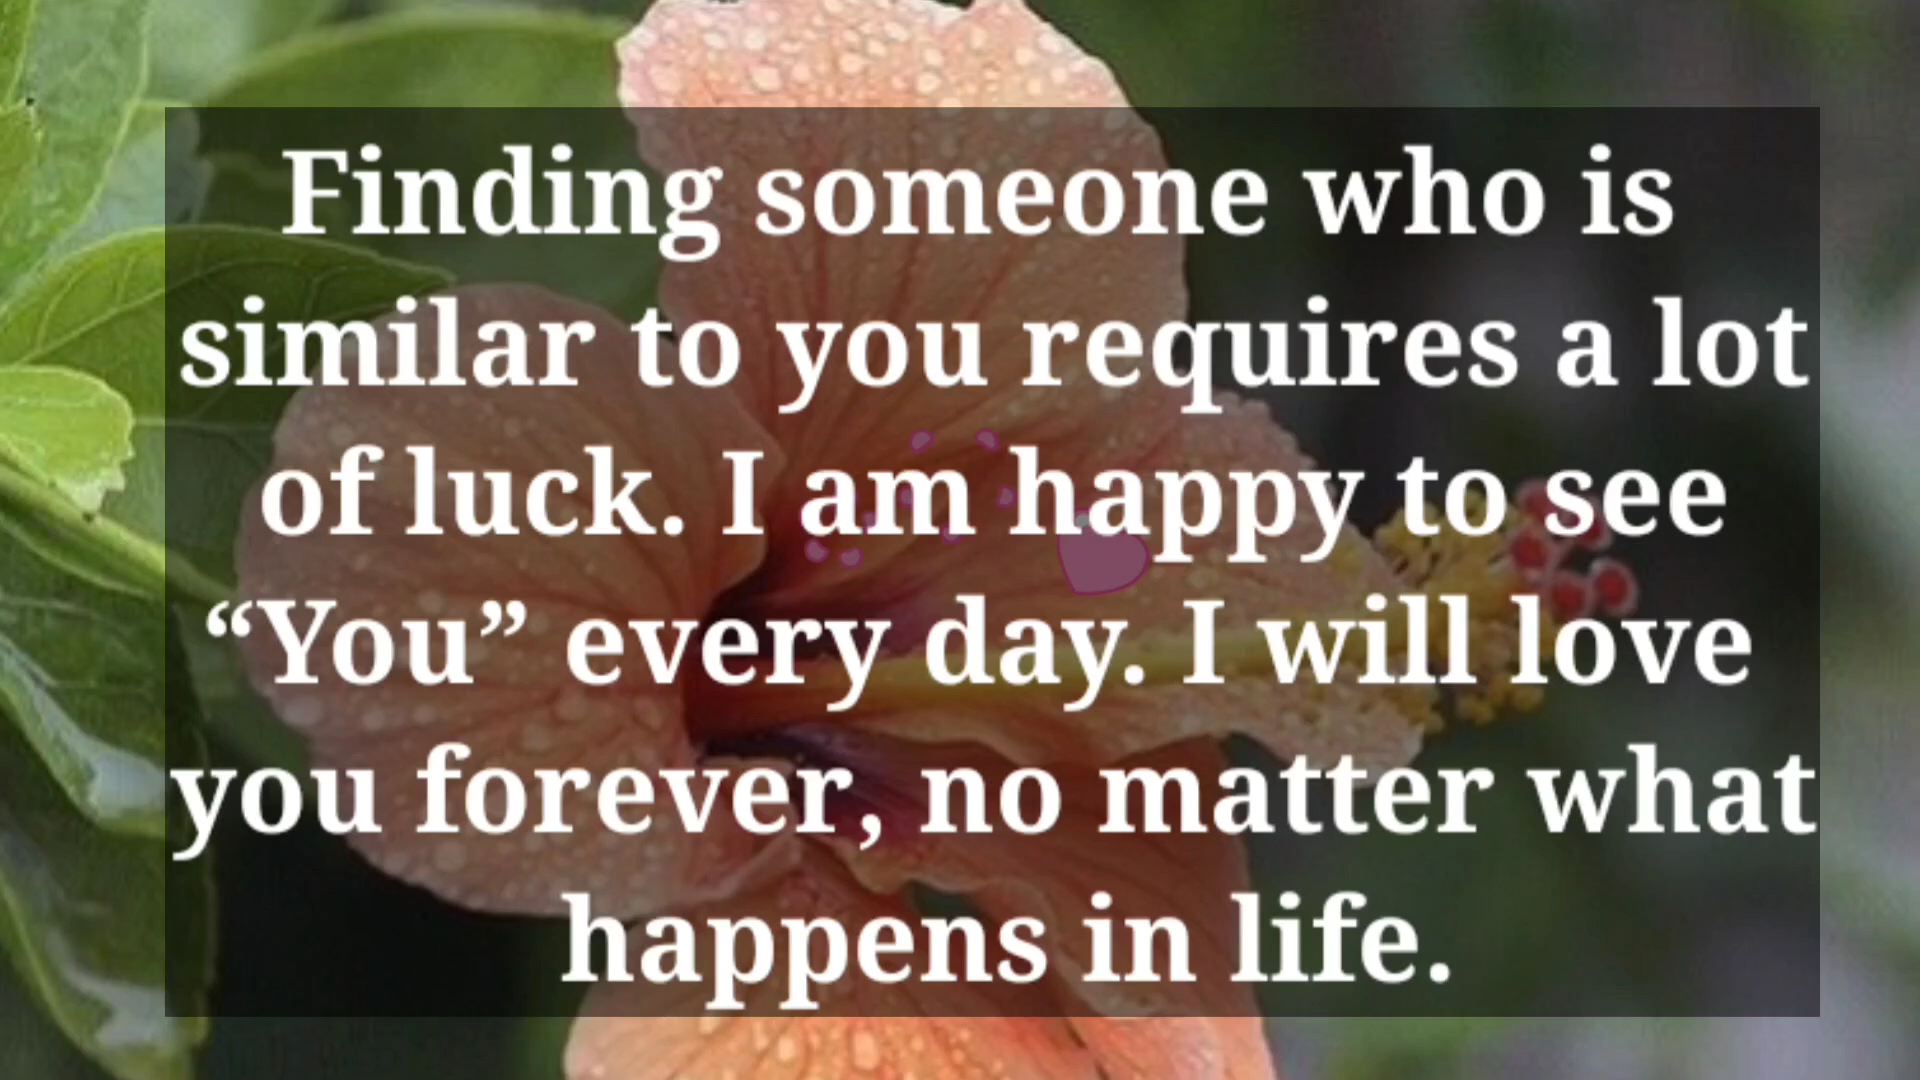 Finding someone who is
similar to you requires a lot
of luck. I am happy to see
“You” every day. I will love
you forever, no matter what
happens in life.